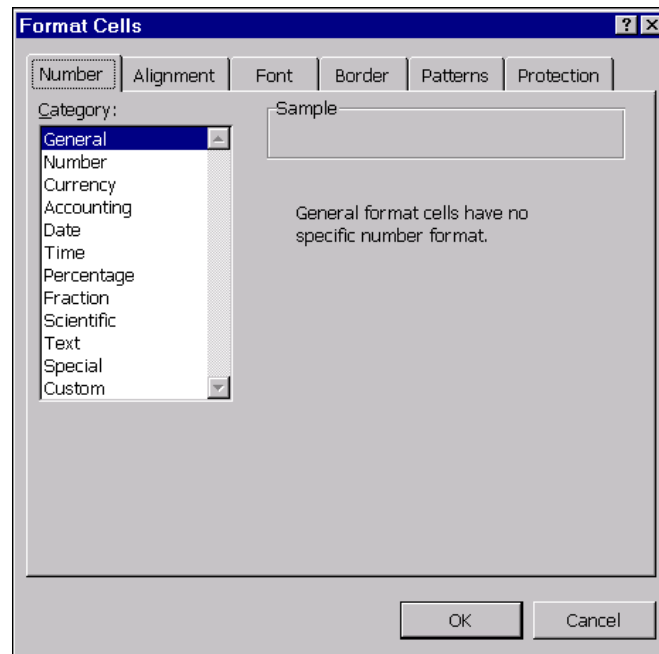 Format Cells
Number Alignment Font Border Patterns Protection
Category:
General
Number
Currency
Accounting
Date
Time
Percentage
Fraction
Scientific
Text
Special
Custom
Sample
General format cells have no
specific number format.
OK Cancel